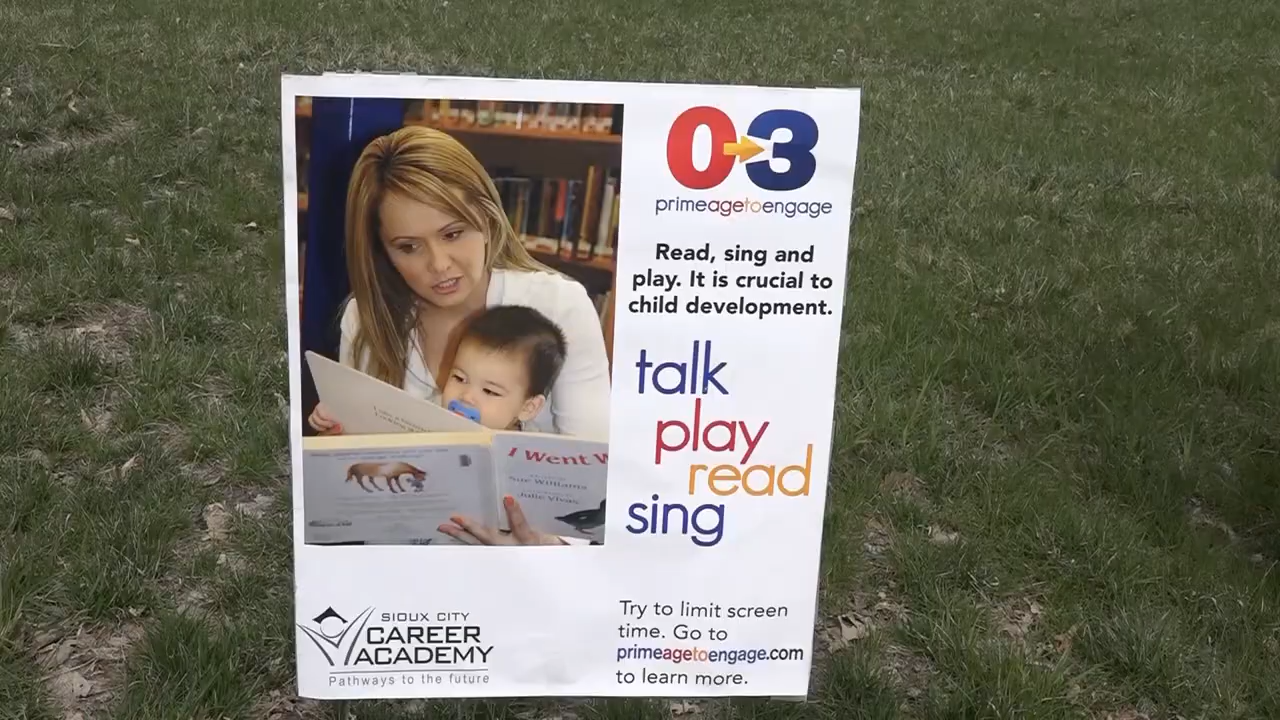 0 3
primeagetoengage
Read, sing and
play. It is crucial to
child development.
talk
play
read
sing
I Went W
Sue Williams
Julie Vivas
SIOUX CITY
CAREER
ACADEMY
Pathways to the future
Try to limit screen
time. Go to
primeagetoengage.com
to learn more.